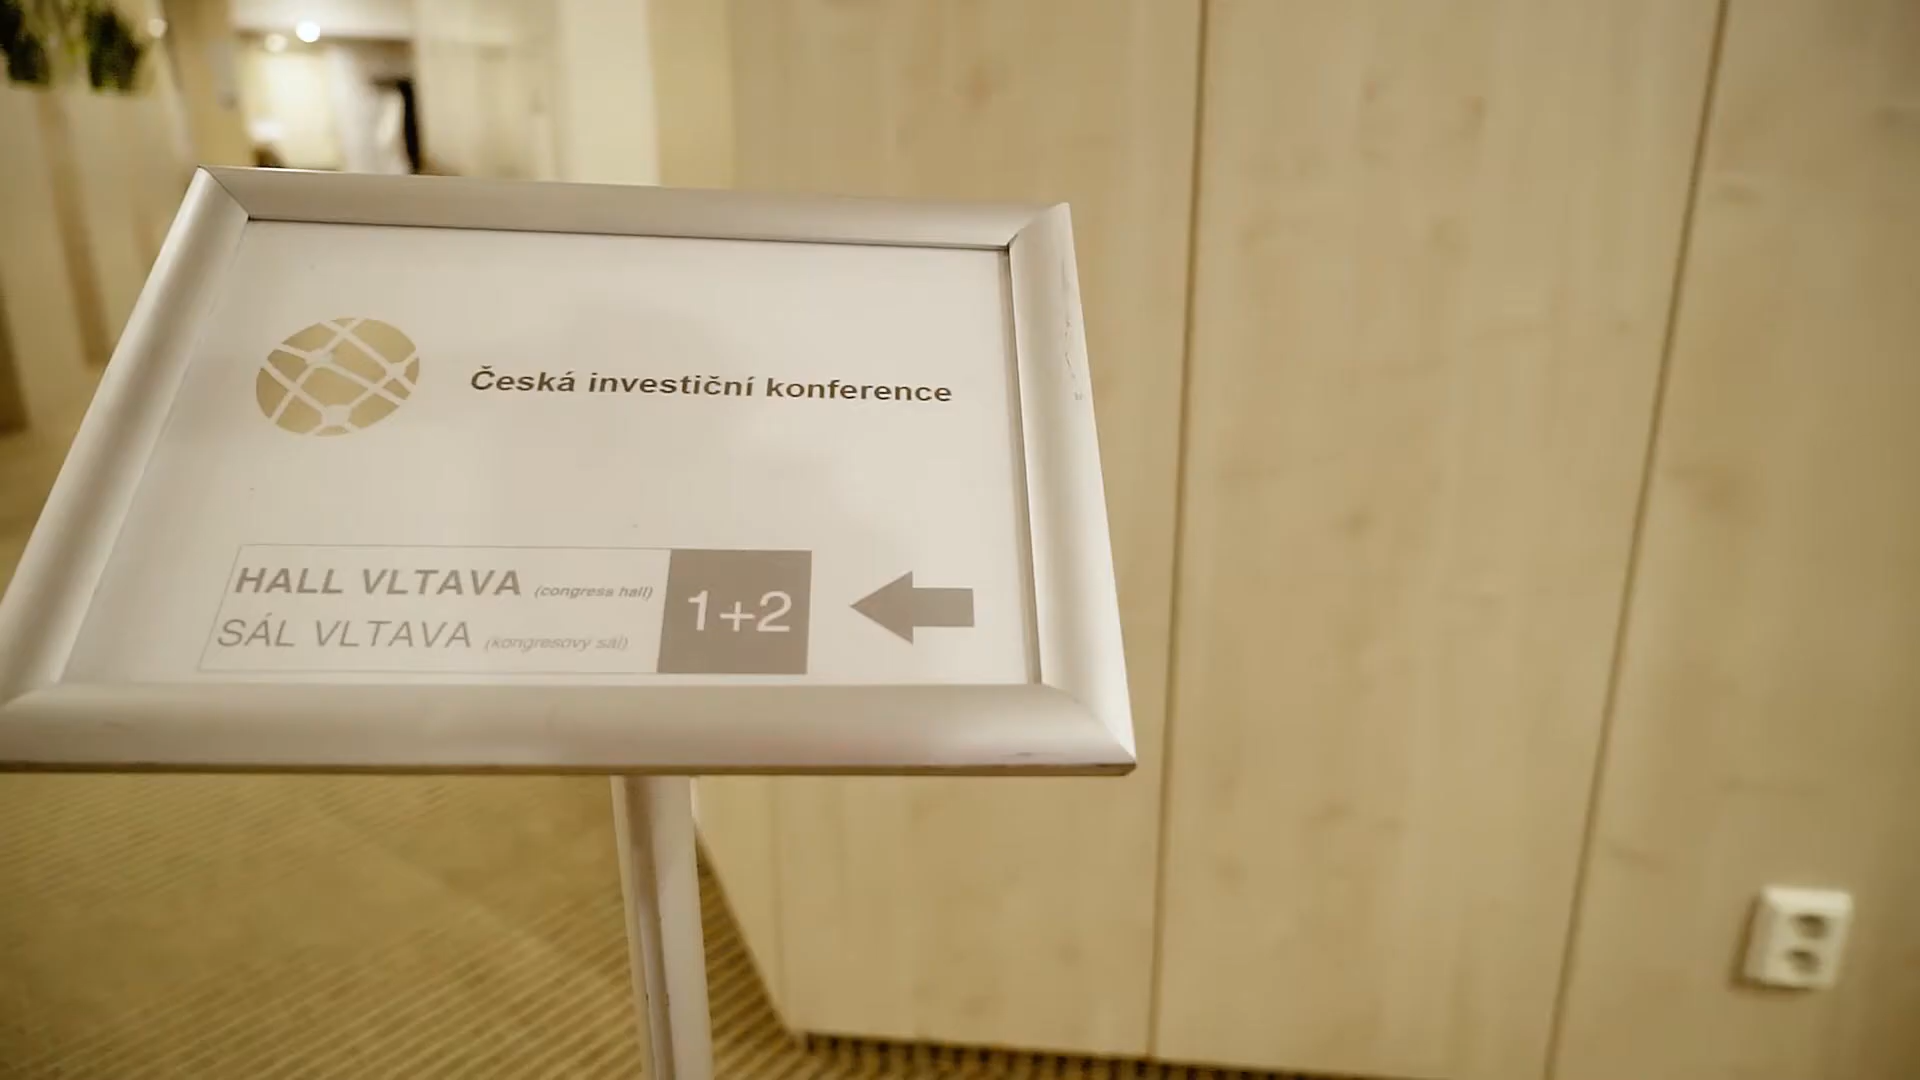 Česká investiční konference
HALL VLTAVA (congress hall)
SÁL VLTAVA (kongresový sál)
1+2